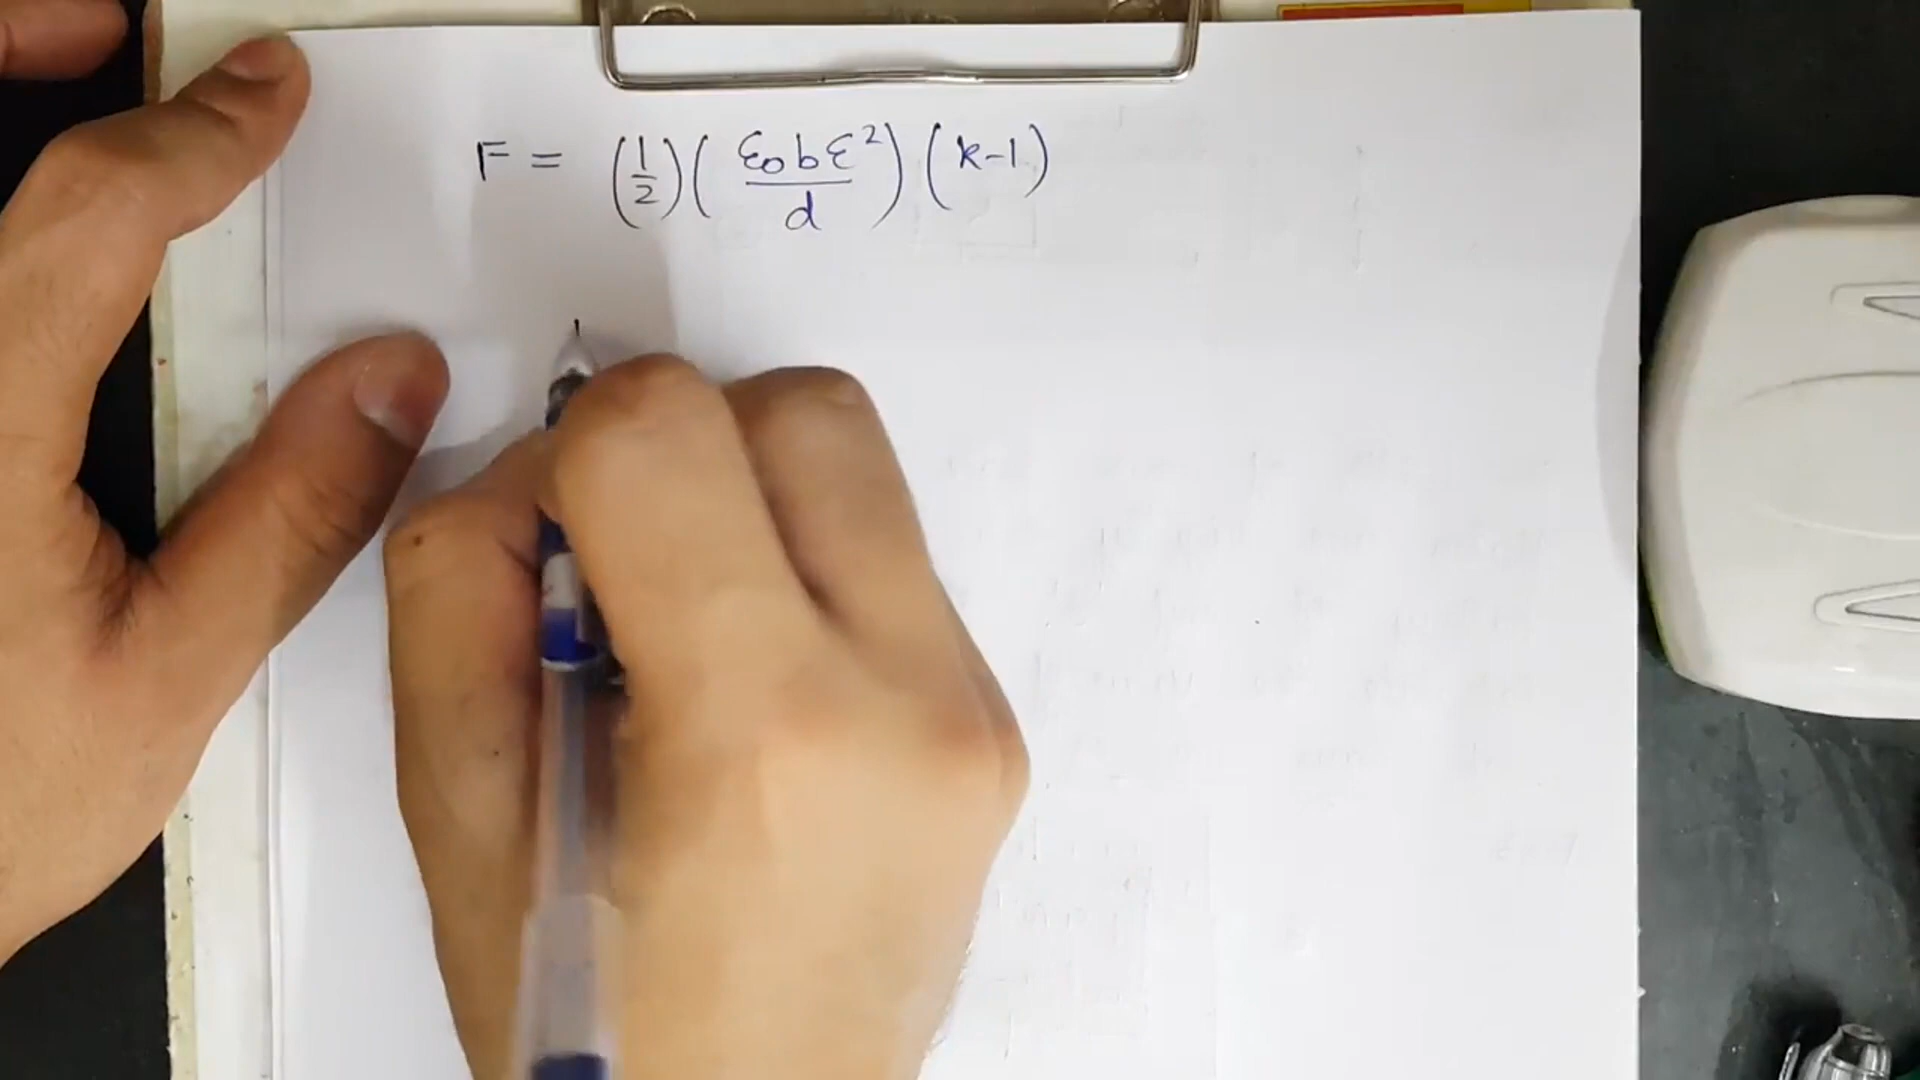 F = (1/2)(ε₀bε²/d)(k-1)